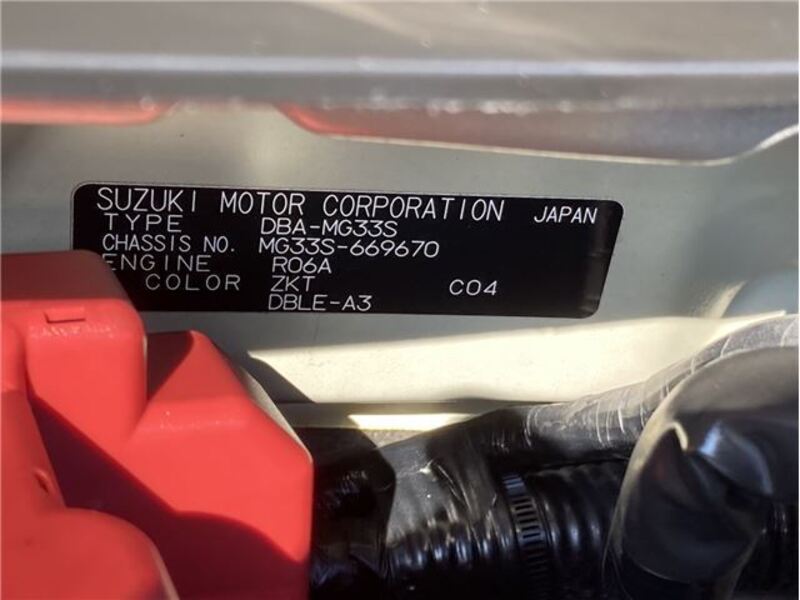 SUZUKI MOTOR CORPORATION JAPAN
TYPE DBA-MG33S
CHASSIS NO. MG33S-669670
ENGINE R06A
COLOR ZKT C04
DBLE-A3